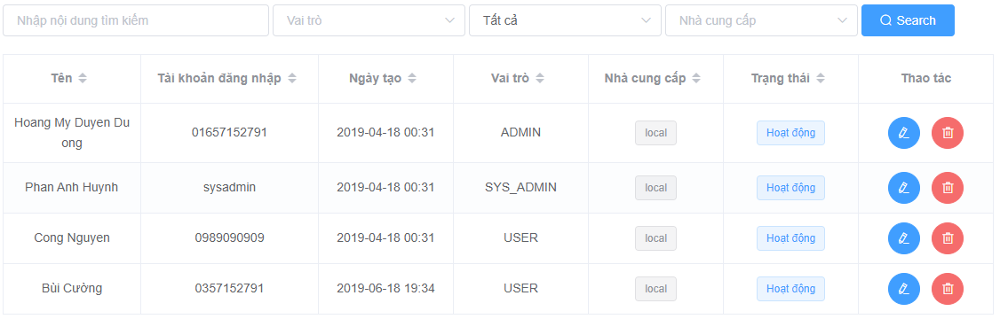 Nhập nội dung tìm kiếm Vai trò Tất cả Nhà cung cấp Search
Tên Tài khoản đăng nhập Ngày tạo Vai trò Nhà cung cấp Trạng thái Thao tác
Hoang My Duyen Du
ong 01657152791 2019-04-18 00:31 ADMIN local Hoạt động
Phan Anh Huynh sysadmin 2019-04-18 00:31 SYS_ADMIN local Hoạt động
Cong Nguyen 0989090909 2019-04-18 00:31 USER local Hoạt động
Bùi Cường 0357152791 2019-06-18 19:34 USER local Hoạt động